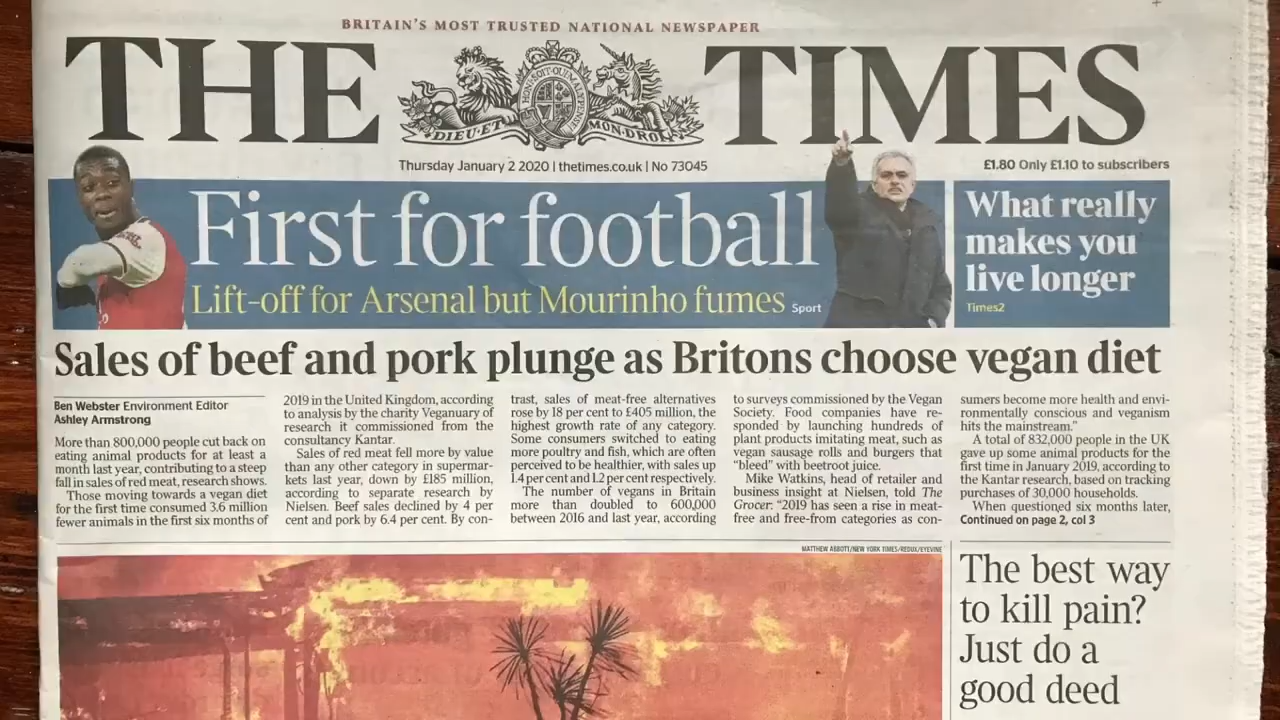 BRITAIN'S MOST TRUSTED NATIONAL NEWSPAPER
THE TIMES
DIEU·ET MON·DROIT
Thursday January 2 2020 | thetimes.co.uk | No 73045
£1.80 Only £1.10 to subscribers
First for football
Lift-off for Arsenal but Mourinho fumes Sport
What really
makes you
live longer
Times2
Sales of beef and pork plunge as Britons choose vegan diet
Ben Webster Environment Editor
Ashley Armstrong
More than 800,000 people cut back on
eating animal products for at least a
month last year, contributing to a steep
fall in sales of red meat, research shows.
Those moving towards a vegan diet
for the first time consumed 3.6 million
fewer animals in the first six months of
2019 in the United Kingdom, according
to analysis by the charity Veganuary of
research it commissioned from the
consultancy Kantar.
Sales of red meat fell more by value
than any other category in supermar-
kets last year, down by £185 million,
according to separate research by
Nielsen. Beef sales declined by 4 per
cent and pork by 6.4 per cent. By con-
trast, sales of meat-free alternatives
rose by 18 per cent to £405 million, the
highest growth rate of any category.
Some consumers switched to eating
more poultry and fish, which are often
perceived to be healthier, with sales up
1.4 per cent and 1.2 per cent respectively.
The number of vegans in Britain
more than doubled to 600,000
between 2016 and last year, according
to surveys commissioned by the Vegan
Society. Food companies have re-
sponded by launching hundreds of
plant products imitating meat, such as
vegan sausage rolls and burgers that
“bleed” with beetroot juice.
Mike Watkins, head of retailer and
business insight at Nielsen, told The
Grocer: “2019 has seen a rise in meat-
free and free-from categories as con-
sumers become more health and envi-
ronmentally conscious and veganism
hits the mainstream.”
A total of 832,000 people in the UK
gave up some animal products for the
first time in January 2019, according to
the Kantar research, based on tracking
purchases of 30,000 households.
When questioned six months later,
Continued on page 2, col 3
MATTHEW ABBOTT/NEW YORK TIMES/REDUX/EYEVINE
The best way
to kill pain?
Just do a
good deed